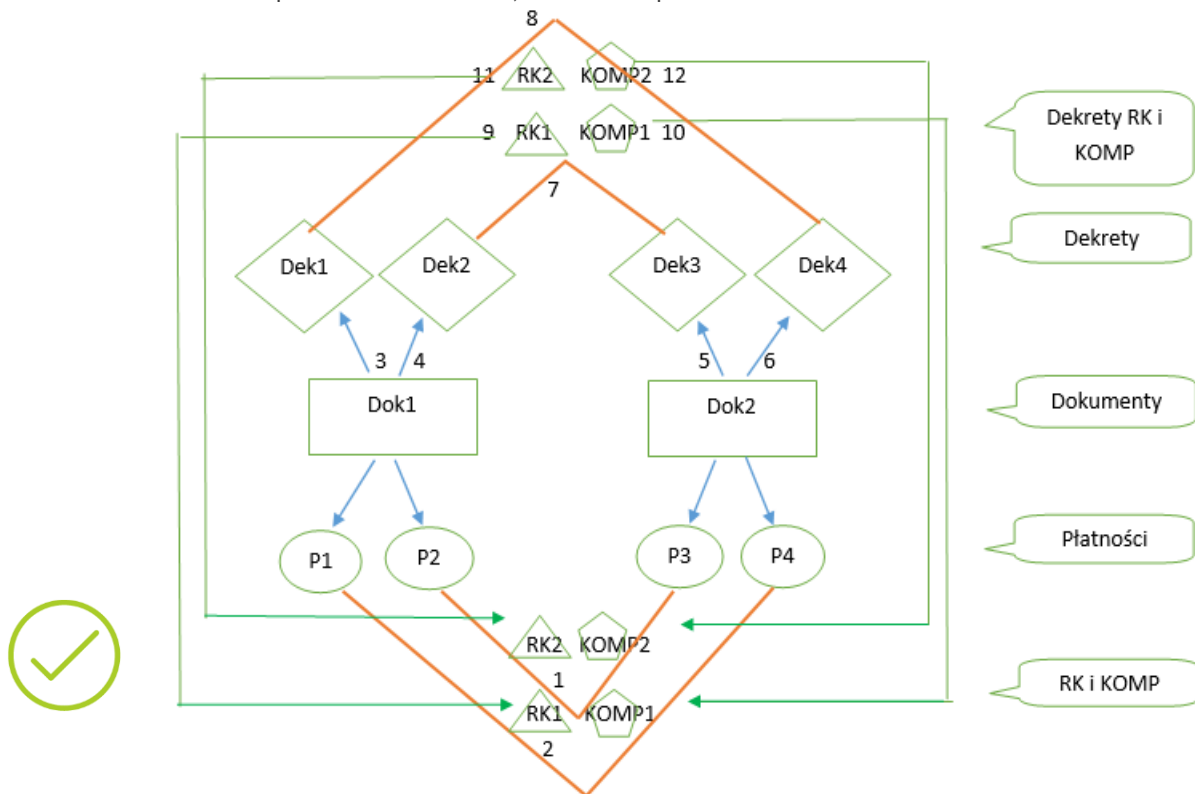 8
11 RK2 KOMP2 12
9 RK1 KOMP1 10
Dekrety RK i
KOMP
7
Dekrety
Dek1 Dek2 Dek3 Dek4
3 4 5 6
Dok1 Dok2
Dokumenty
Płatności
P1 P2 P3 P4
RK2 KOMP2
1
RK i KOMP
RK1 KOMP1
2